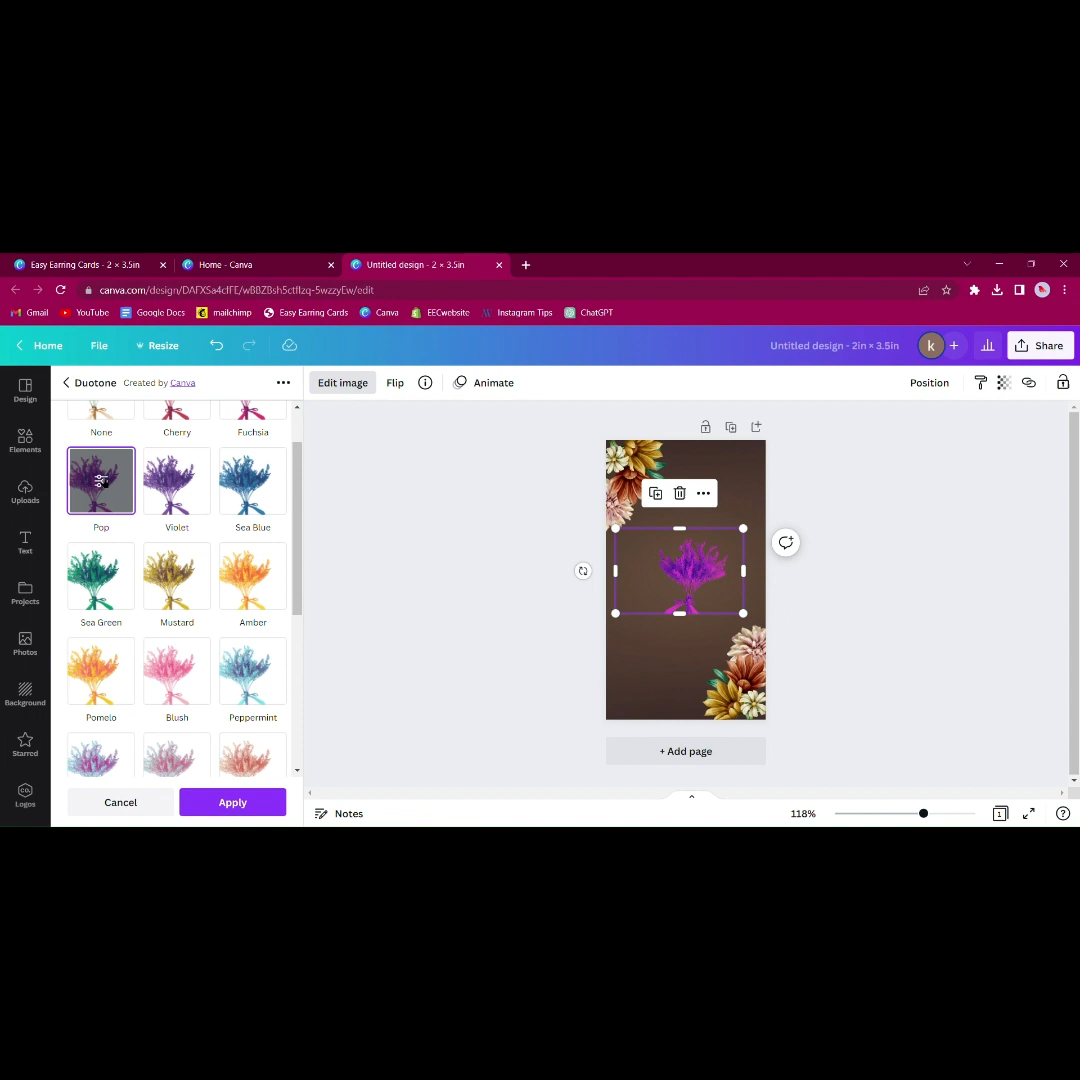 Easy Earring Cards - 2 × 3.5in
Home - Canva
Untitled design - 2 × 3.5in
canva.com/design/DAFXSa4cfFE/wBBZBsh5ctflzq-5wzzyEw/edit
Gmail
YouTube
Google Docs
mailchimp
Easy Earring Cards
Canva
EECwebsite
Instagram Tips
ChatGPT
Home
File
Resize
Untitled design - 2in × 3.5in
k
Share
Design
Elements
Uploads
Text
Projects
Photos
Background
Starred
CO.
Logos
Duotone Created by Canva
Edit image
Flip
Animate
Position
None
Cherry
Fuchsia
Pop
Violet
Sea Blue
Sea Green
Mustard
Amber
Pomelo
Blush
Peppermint
Cancel
Apply
+ Add page
Notes
118%
1